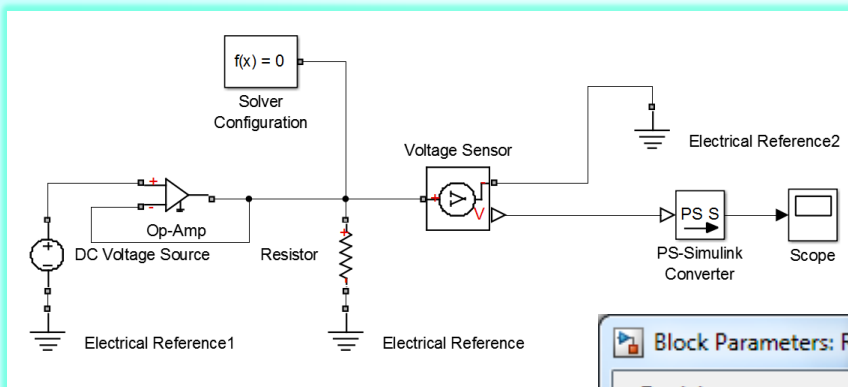 f(x) = 0
Solver
Configuration
Voltage Sensor
Electrical Reference2
+
-
Op-Amp
DC Voltage Source
Resistor
+
-
V
V
PS S
PS-Simulink
Converter
Scope
Electrical Reference1
Electrical Reference
Block Parameters: R